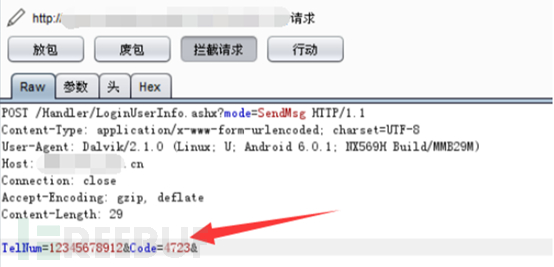 http:/ 请求
放包 废包 拦截请求 行动
Raw 参数 头 Hex
POST /Handler/LoginUserInfo.ashx?mode=SendMsg HTTP/1.1
Content-Type: application/x-www-form-urlencoded; charset=UTF-8
User-Agent: Dalvik/2.1.0 (Linux; U; Android 6.0.1; NX569H Build/MMB29M)
Host: .cn
Connection: close
Accept-Encoding: gzip, deflate
Content-Length: 29
TelNum=12345678912&Code=4723&